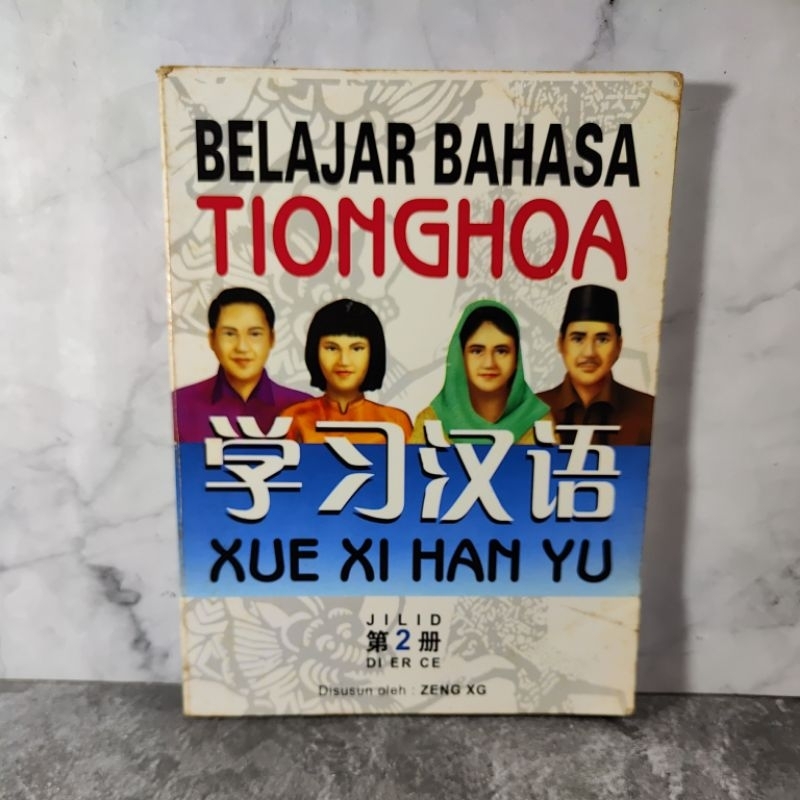 BELAJAR BAHASA
TIONGHOA
学习汉语
XUE XI HAN YU
JILID
第2册
DI ER CE
Disusun oleh : ZENG XG